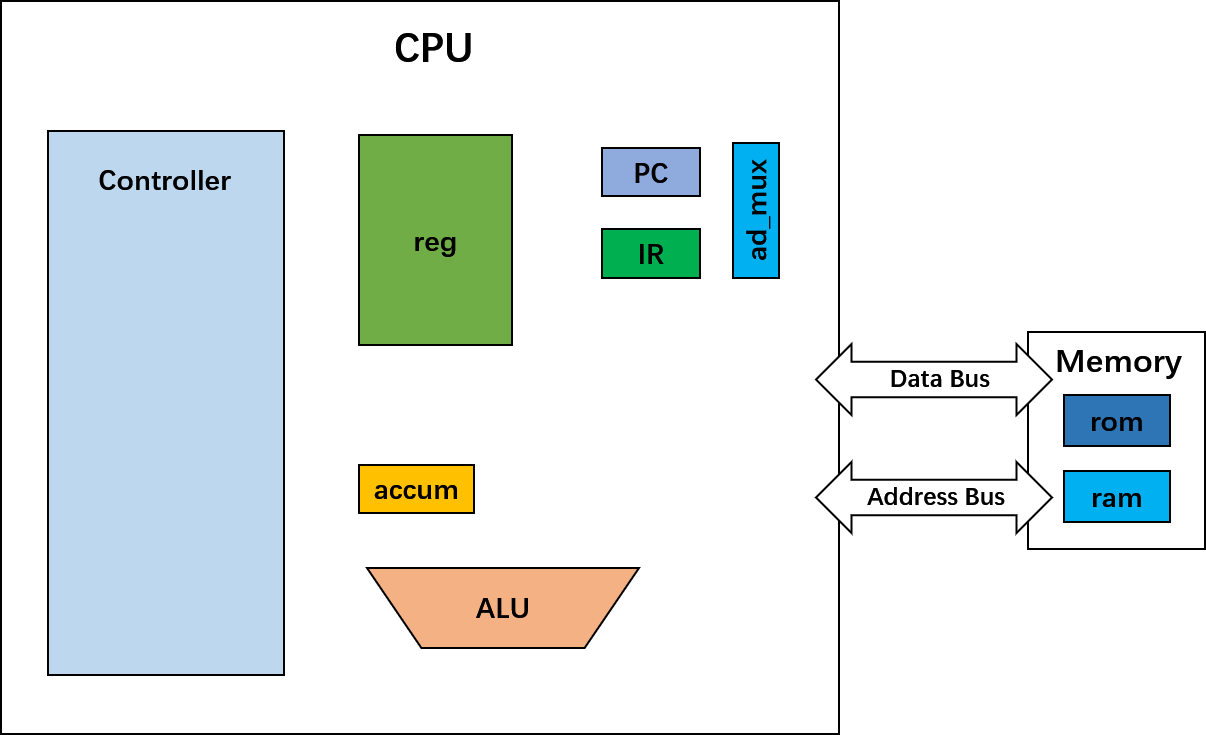 CPU
Controller
reg
PC
IR
ad_mux
accum
ALU
Data Bus
Address Bus
Memory
rom
ram